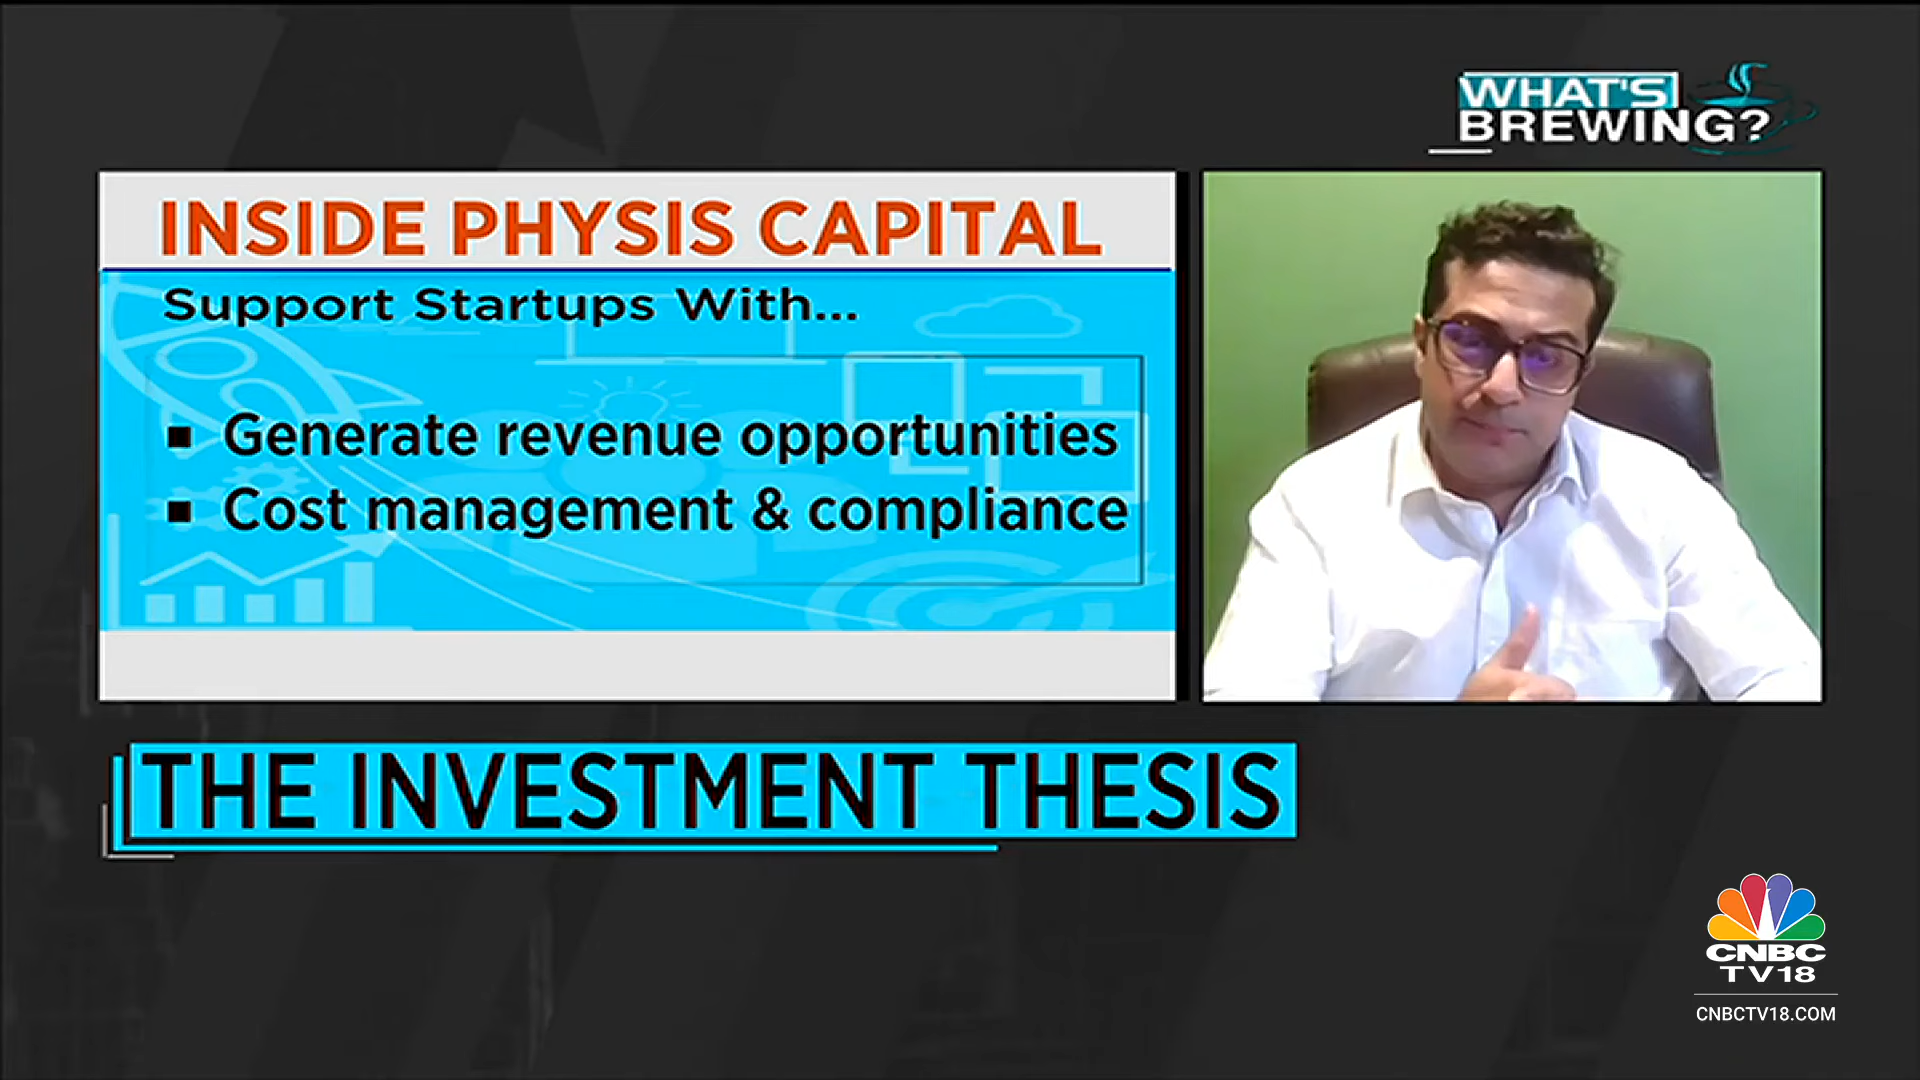 WHAT'S
BREWING?
INSIDE PHYSIS CAPITAL
Support Startups With...
▪ Generate revenue opportunities
▪ Cost management & compliance
THE INVESTMENT THESIS
CNBC
TV18
CNBCTV18.COM